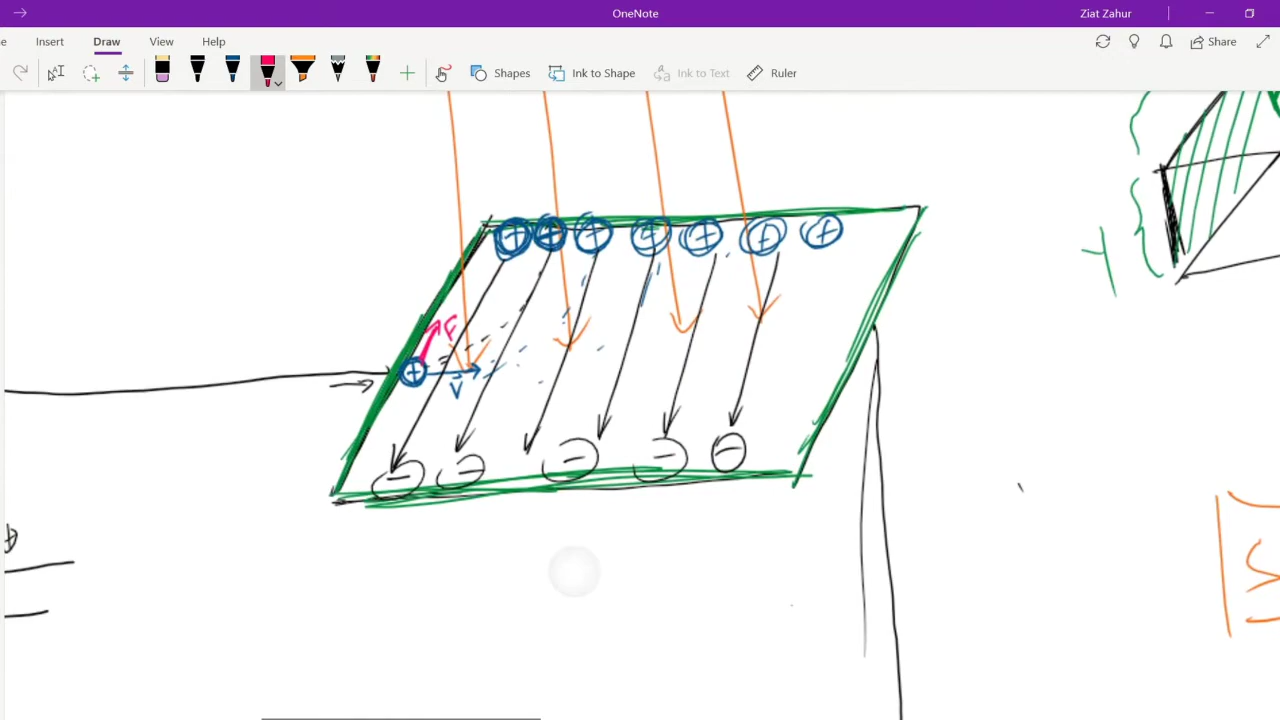 OneNote
Ziat Zahur
Insert Draw View Help
Share
Shapes
Ink to Shape
Ink to Text
Ruler
+ + + + + + +
F
+
V
- - - - - -
+
Y